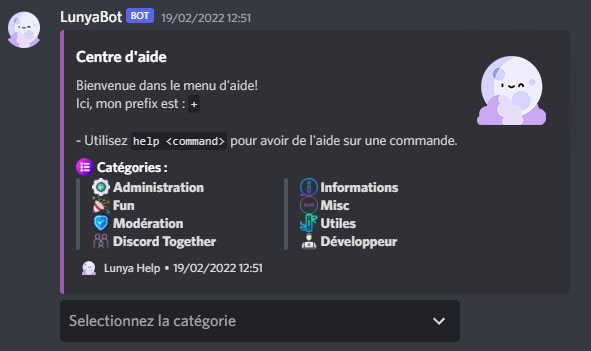 LunyaBot BOT 19/02/2022 12:51
Centre d'aide
Bienvenue dans le menu d'aide!
Ici, mon prefix est : +
- Utilisez help <command> pour avoir de l'aide sur une commande.
Catégories :
Administration
Fun
Modération
Discord Together
Informations
Misc
Utiles
Développeur
Lunya Help • 19/02/2022 12:51
Selectionnez la catégorie